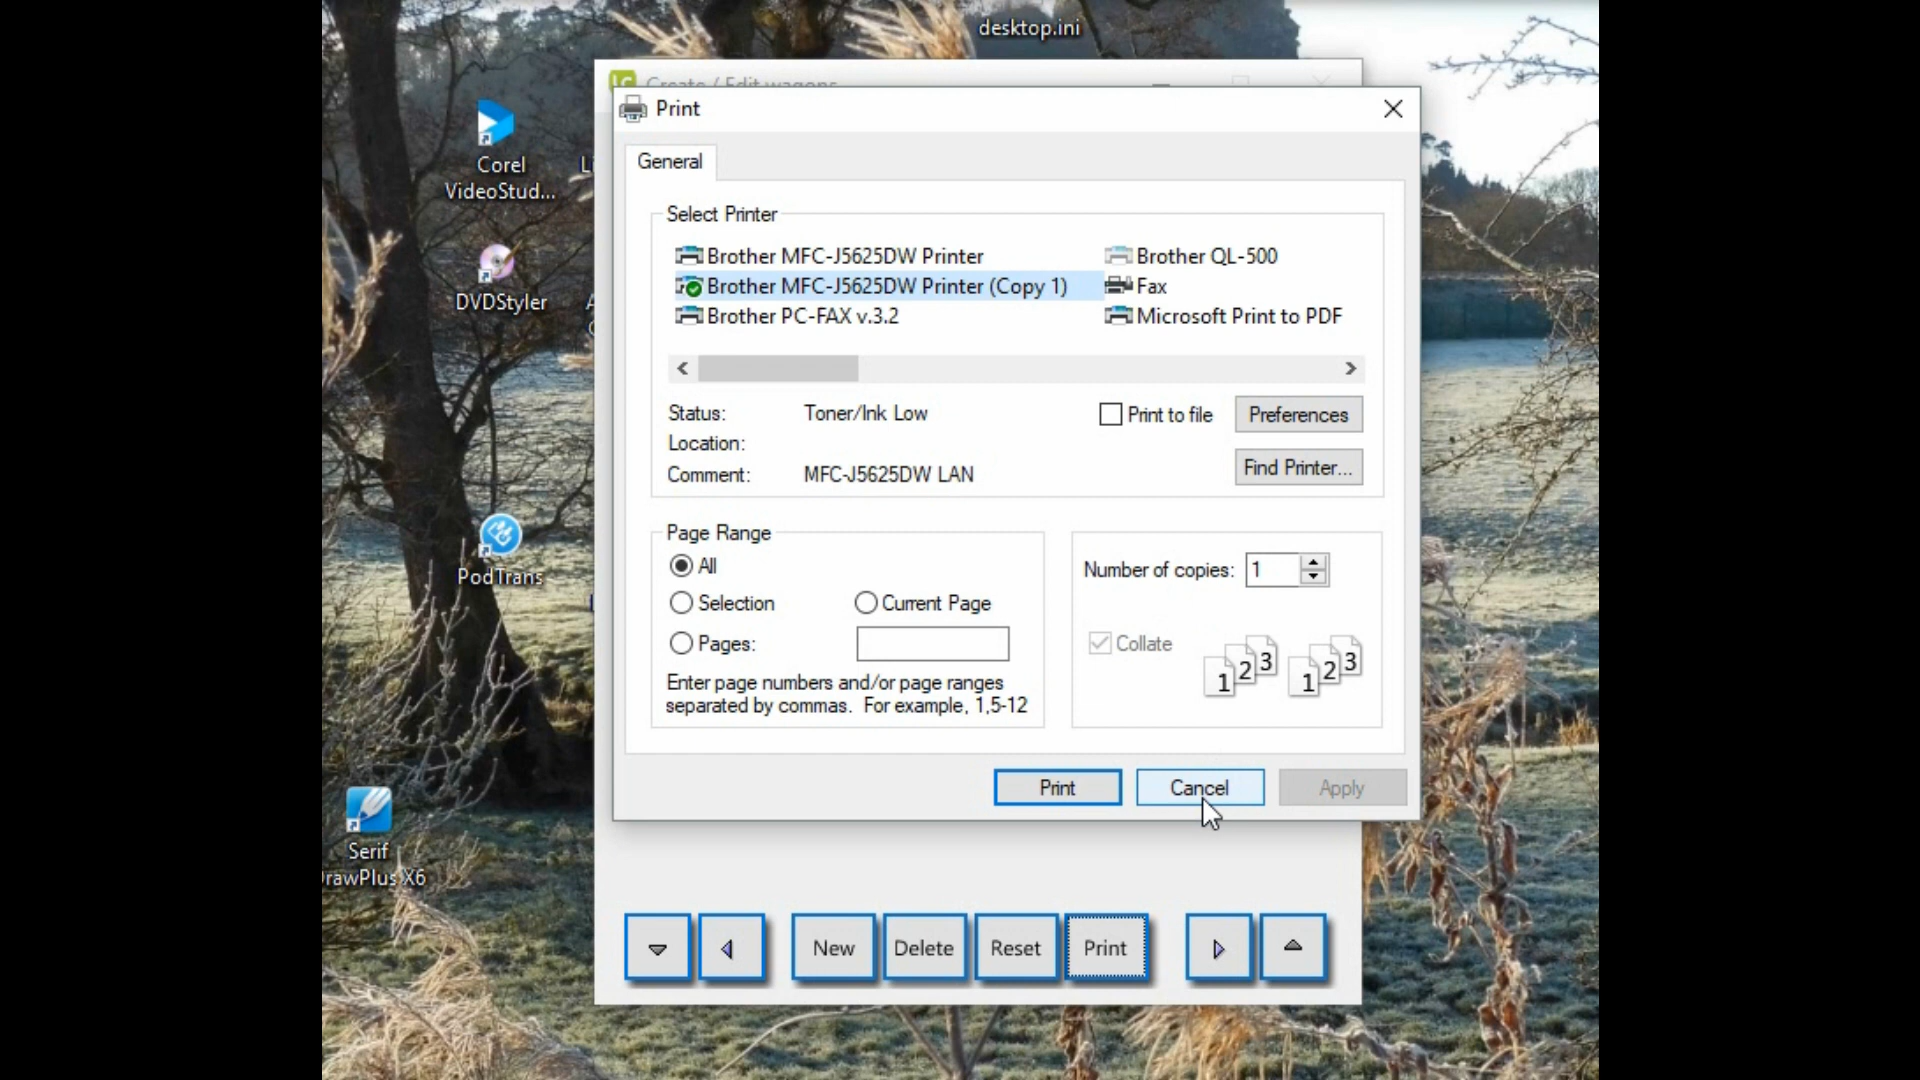 desktop.ini
Create / Edit wagons
Print
General
Corel
VideoStud...
DVDStyler
PodTrans
Serif
rawPlus X6
Select Printer
Brother MFC-J5625DW Printer
Brother MFC-J5625DW Printer (Copy 1)
Brother PC-FAX v.3.2
Brother QL-500
Fax
Microsoft Print to PDF
Status: Toner/Ink Low
Location:
Comment: MFC-J5625DW LAN
Print to file
Preferences
Find Printer...
Page Range
All
Selection
Current Page
Pages:
Enter page numbers and/or page ranges
separated by commas. For example, 1,5-12
Number of copies: 1
Collate
1 2 3 1 2 3
Print Cancel Apply
New Delete Reset Print